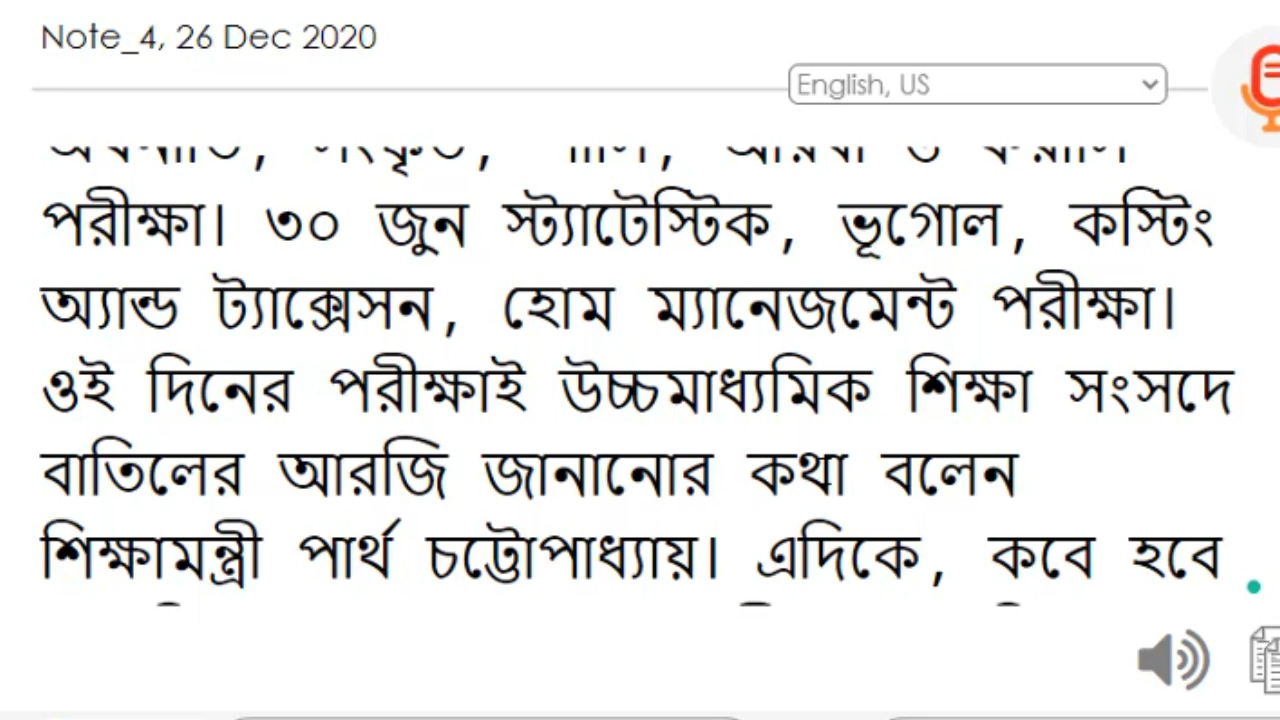 Note_4, 26 Dec 2020
English, US
পরীক্ষা। ৩০ জুন স্ট্যাটেস্টিক, ভূগোল, কস্টিং
অ্যান্ড ট্যাক্সেসন, হোম ম্যানেজমেন্ট পরীক্ষা।
ওই দিনের পরীক্ষাই উচ্চমাধ্যমিক শিক্ষা সংসদে
বাতিলের আরজি জানানোর কথা বলেন
শিক্ষামন্ত্রী পার্থ চট্টোপাধ্যায়। এদিকে, কবে হবে